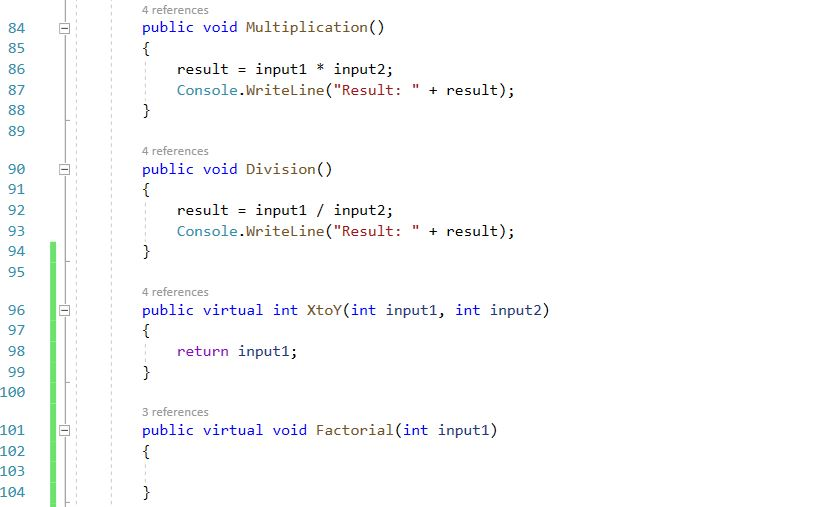 4 references
84 public void Multiplication()
85 {
86 result = input1 * input2;
87 Console.WriteLine("Result: " + result);
88 }
89
4 references
90 public void Division()
91 {
92 result = input1 / input2;
93 Console.WriteLine("Result: " + result);
94 }
95
4 references
96 public virtual int XtoY(int input1, int input2)
97 {
98 return input1;
99 }
100
3 references
101 public virtual void Factorial(int input1)
102 {
103
104 }